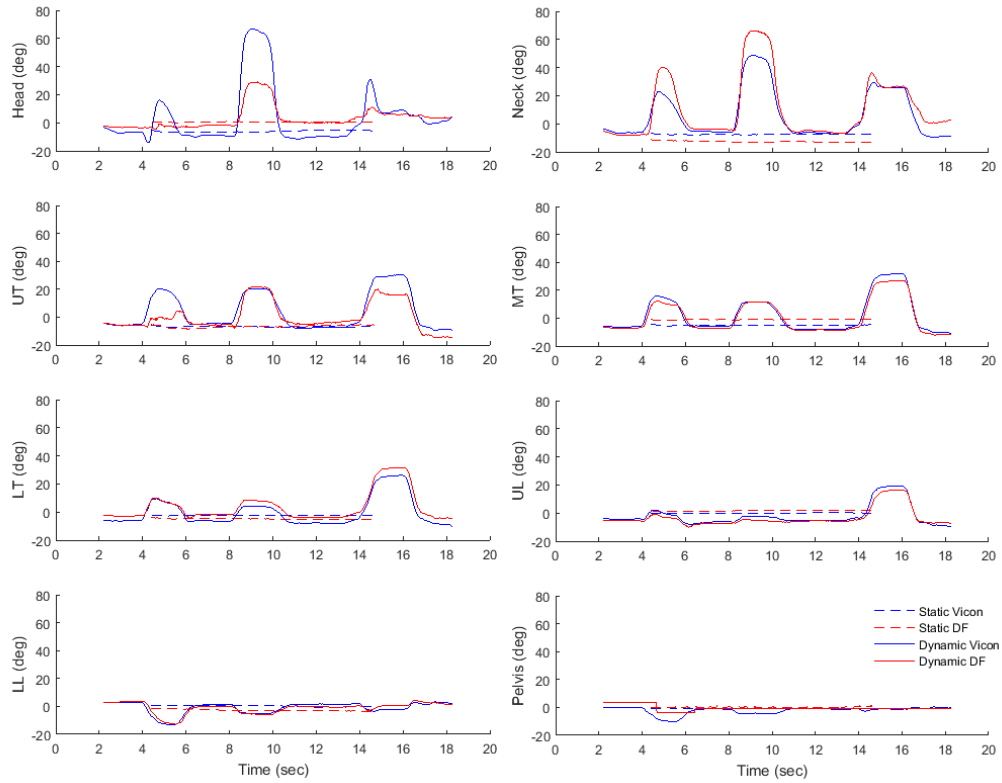 Head (deg)
80
60
40
20
0
-20
0 2 4 6 8 10 12 14 16 18 20
Neck (deg)
80
60
40
20
0
-20
0 2 4 6 8 10 12 14 16 18 20
UT (deg)
80
60
40
20
0
-20
0 2 4 6 8 10 12 14 16 18 20
MT (deg)
80
60
40
20
0
-20
0 2 4 6 8 10 12 14 16 18 20
LT (deg)
80
60
40
20
0
-20
0 2 4 6 8 10 12 14 16 18 20
UL (deg)
80
60
40
20
0
-20
0 2 4 6 8 10 12 14 16 18 20
LL (deg)
80
60
40
20
0
-20
0 2 4 6 8 10 12 14 16 18 20
Time (sec)
Pelvis (deg)
80
60
40
20
0
-20
0 2 4 6 8 10 12 14 16 18 20
Time (sec)
Static Vicon
Static DF
Dynamic Vicon
Dynamic DF